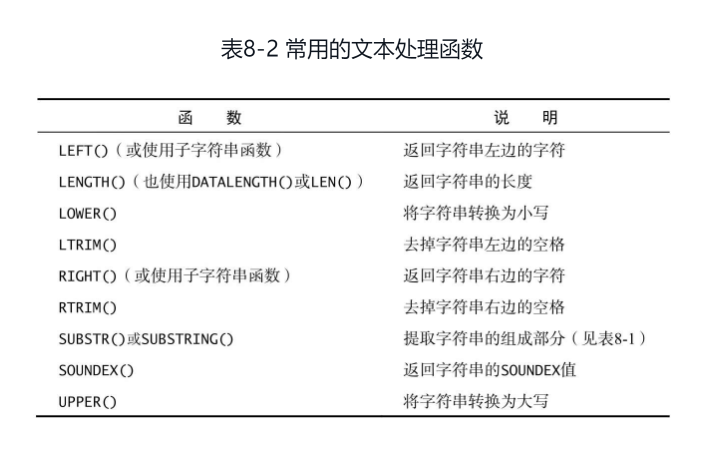 表8-2 常用的文本处理函数
函 数 说 明
LEFT()（或使用子字符串函数） 返回字符串左边的字符
LENGTH()（也使用DATALENGTH()或LEN()） 返回字符串的长度
LOWER() 将字符串转换为小写
LTRIM() 去掉字符串左边的空格
RIGHT()（或使用子字符串函数） 返回字符串右边的字符
RTRIM() 去掉字符串右边的空格
SUBSTR()或SUBSTRING() 提取字符串的组成部分（见表8-1）
SOUNDEX() 返回字符串的SOUNDEX值
UPPER() 将字符串转换为大写